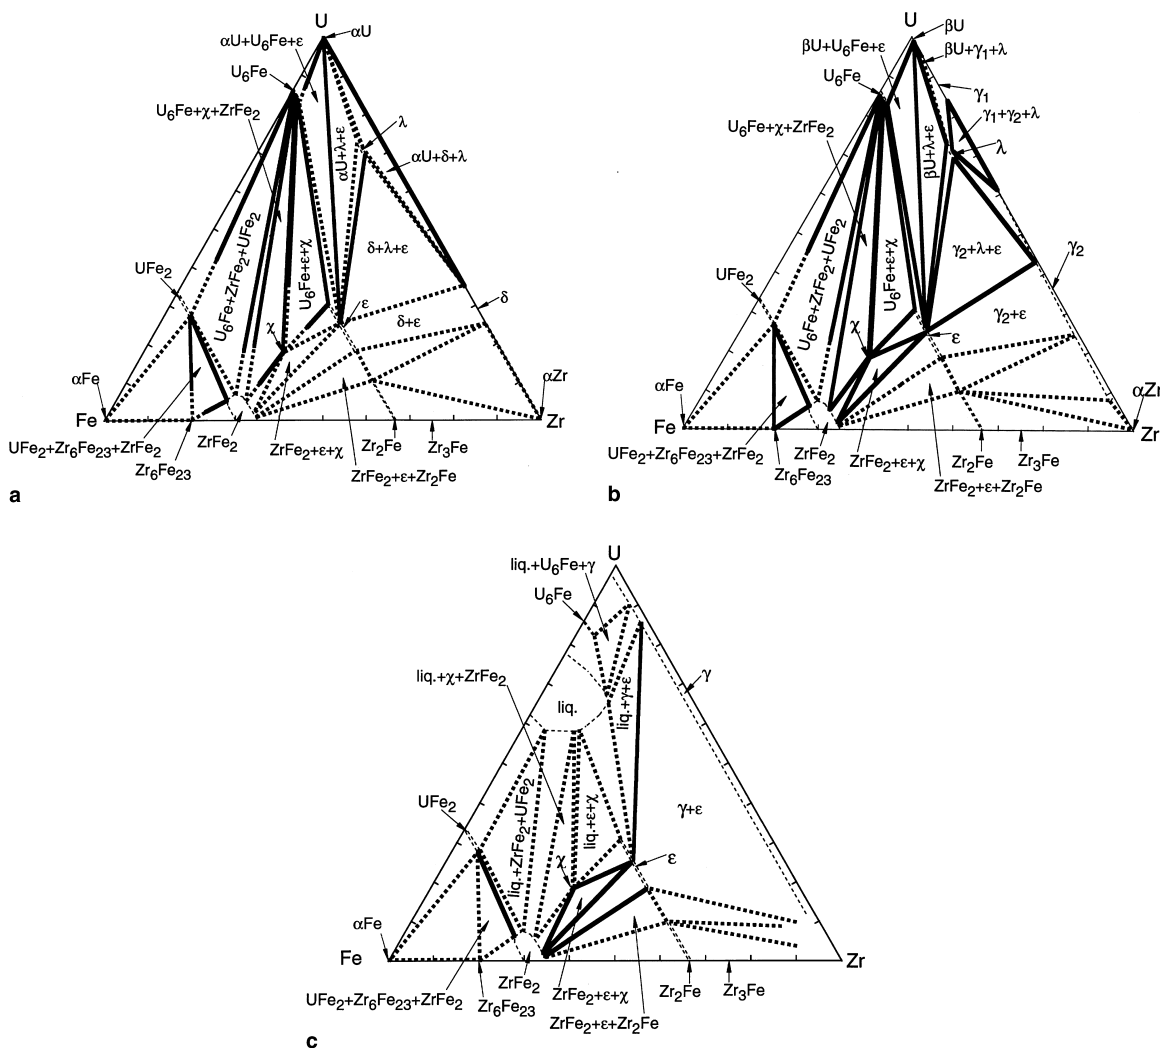 U
αU
αU+U6Fe+ε
U6Fe
U6Fe+χ+ZrFe2
λ
αU+δ+λ
αU+λ+ε
U6Fe+ZrFe2+UFe2
U6Fe+ε+χ
δ+λ+ε
UFe2
ε
δ
δ+ε
χ
αFe
αZr
Fe
Zr
UFe2+Zr6Fe23+ZrFe2
ZrFe2
Zr2Fe
Zr3Fe
ZrFe2+ε+χ
Zr6Fe23
ZrFe2+ε+Zr2Fe
a
U
βU
βU+U6Fe+ε
βU+γ1+λ
U6Fe
γ1
γ1+γ2+λ
U6Fe+χ+ZrFe2
λ
βU+λ+ε
U6Fe+ZrFe2+UFe2
U6Fe+ε+χ
γ2+λ+ε
γ2
UFe2
γ2+ε
χ
ε
αFe
αZr
Fe
Zr
UFe2+Zr6Fe23+ZrFe2
ZrFe2
ZrFe2+ε+χ
Zr2Fe
Zr3Fe
Zr6Fe23
ZrFe2+ε+Zr2Fe
b
U
liq.+U6Fe+γ
U6Fe
liq.+χ+ZrFe2
γ
liq.
liq.+γ+ε
liq.+ZrFe2+UFe2
liq.+ε+χ
UFe2
γ+ε
χ
ε
αFe
Fe
Zr
UFe2+Zr6Fe23+ZrFe2
Zr6Fe23
ZrFe2
ZrFe2+ε+χ
Zr2Fe
Zr3Fe
ZrFe2+ε+Zr2Fe
c